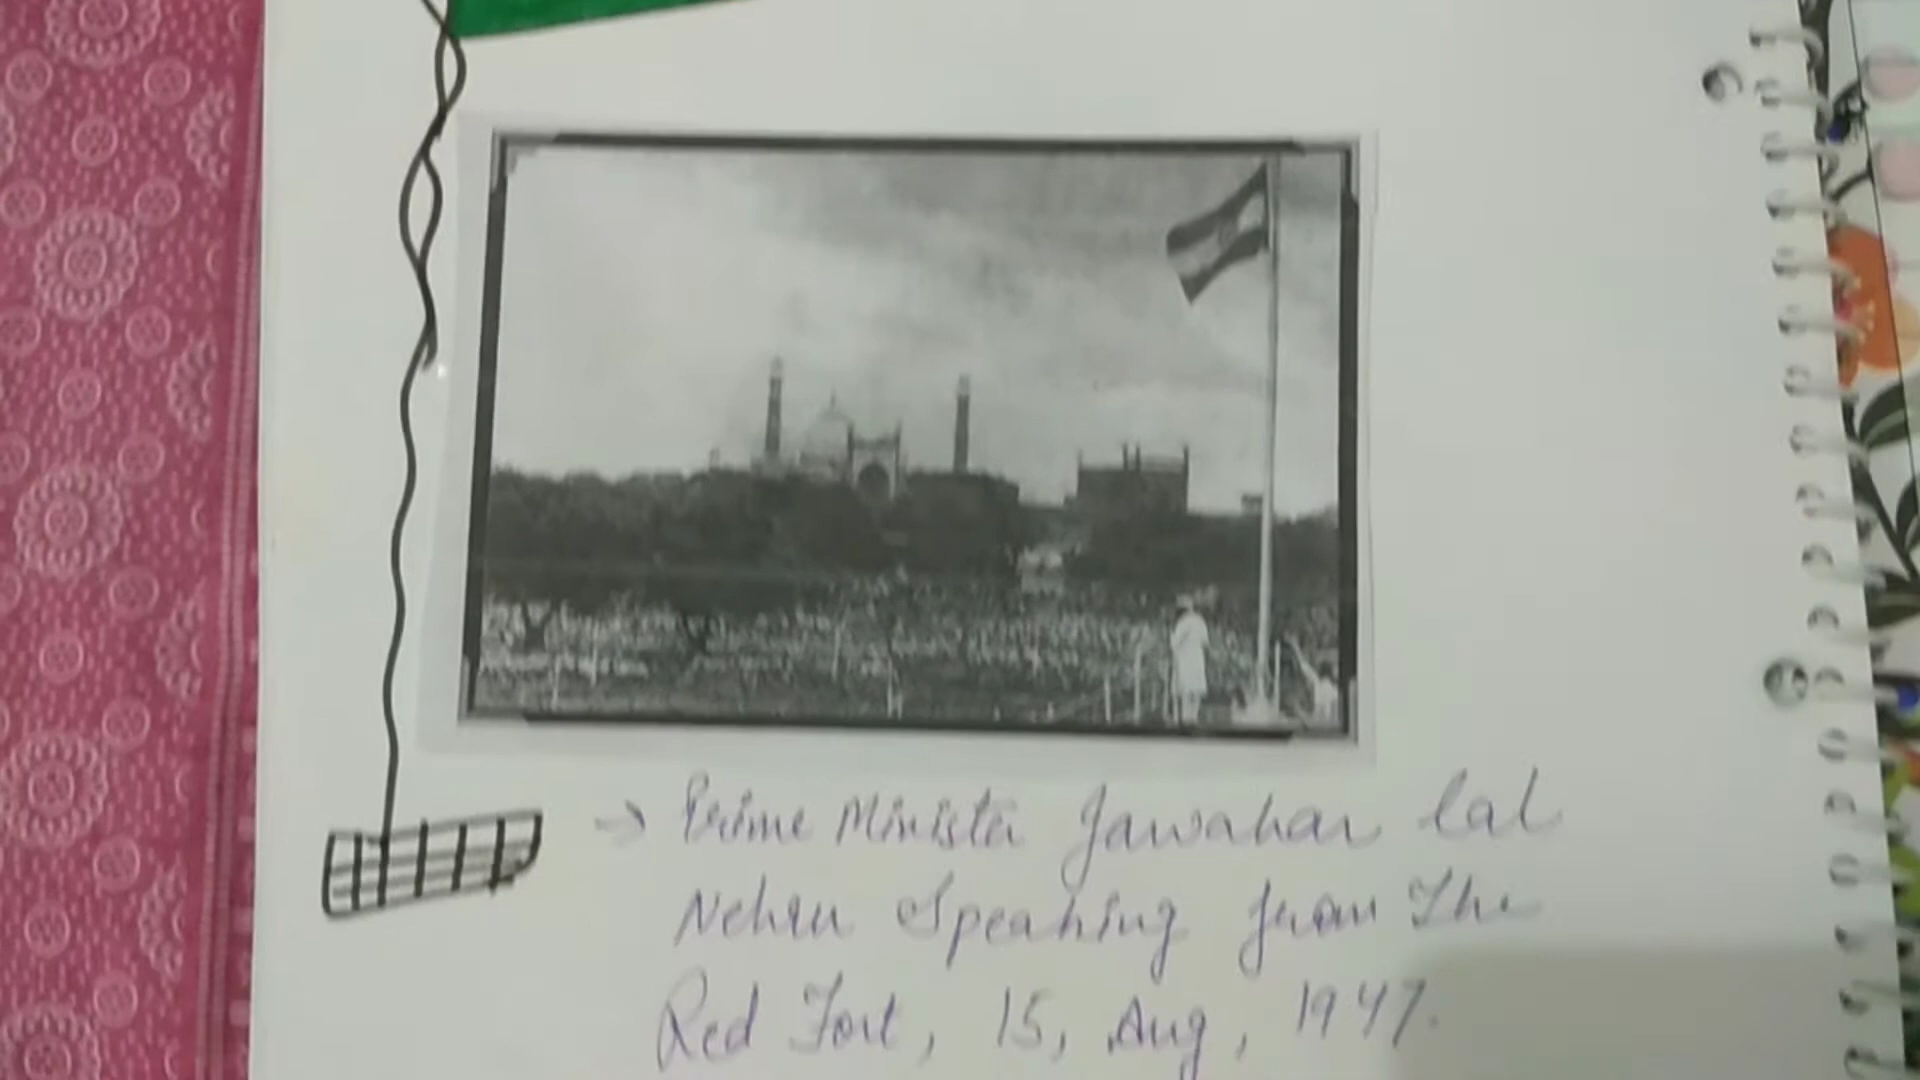 → Prime Minister Jawahar lal
Nehru Speaking from The
Red Fort, 15, Aug, 1947.